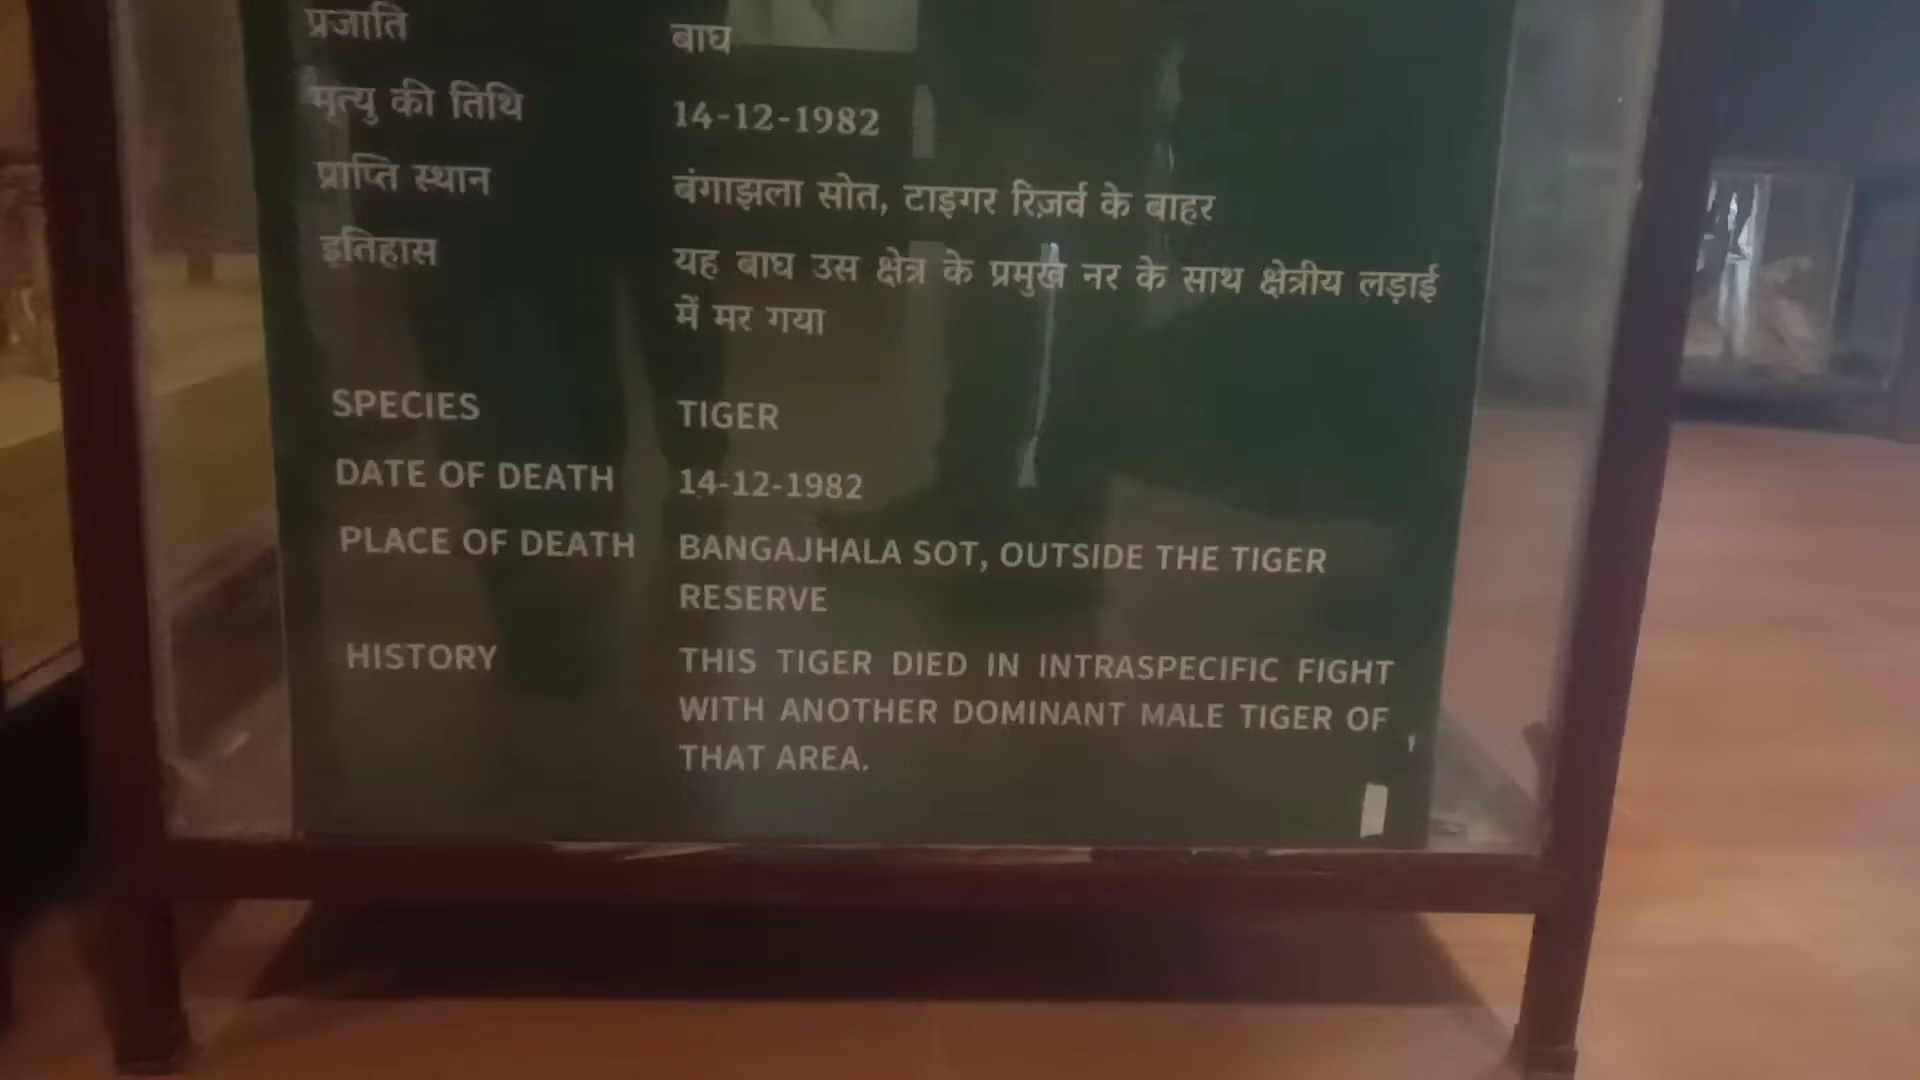 प्रजाति बाघ
मृत्यु की तिथि 14-12-1982
प्राप्ति स्थान बंगाझला सोत, टाइगर रिज़र्व के बाहर
इतिहास यह बाघ उस क्षेत्र के प्रमुख नर के साथ क्षेत्रीय लड़ाई
में मर गया
SPECIES TIGER
DATE OF DEATH 14-12-1982
PLACE OF DEATH BANGAJHALA SOT, OUTSIDE THE TIGER
RESERVE
HISTORY THIS TIGER DIED IN INTRASPECIFIC FIGHT
WITH ANOTHER DOMINANT MALE TIGER OF
THAT AREA.